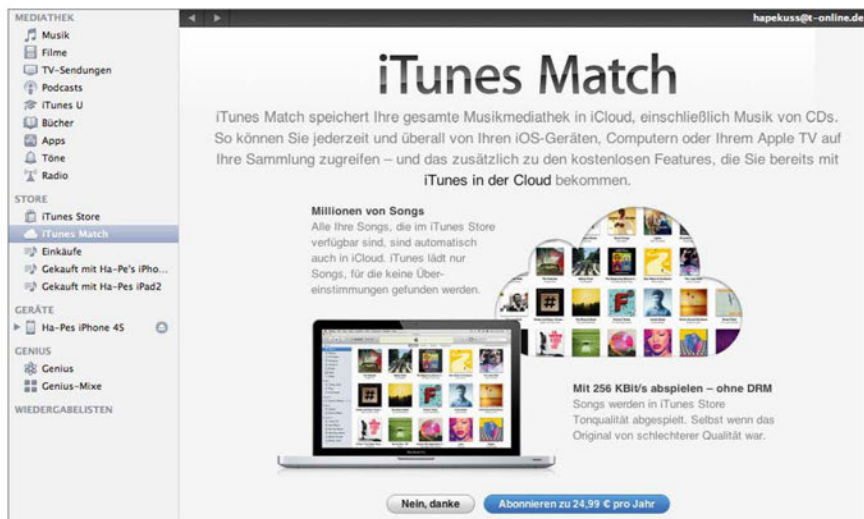 MEDIATHEK
Musik
Filme
TV-Sendungen
Podcasts
iTunes U
Bücher
Apps
Töne
Radio
STORE
iTunes Store
iTunes Match
Einkäufe
Gekauft mit Ha-Pe's iPho...
Gekauft mit Ha-Pes iPad2
GERÄTE
Ha-Pes iPhone 4S
GENIUS
Genius
Genius-Mixe
WIEDERGABELISTEN
hapekuss@t-online.de
iTunes Match
iTunes Match speichert Ihre gesamte Musikmediathek in iCloud, einschließlich Musik von CDs.
So können Sie jederzeit und überall von Ihren iOS-Geräten, Computern oder Ihrem Apple TV auf
Ihre Sammlung zugreifen – und das zusätzlich zu den kostenlosen Features, die Sie bereits mit
iTunes in der Cloud bekommen.
Millionen von Songs
Alle Ihre Songs, die im iTunes Store
verfügbar sind, sind automatisch
auch in iCloud. iTunes lädt nur
Songs, für die keine Über-
einstimmungen gefunden werden.
Mit 256 KBit/s abspielen – ohne DRM
Songs werden in iTunes Store
Tonqualität abgespielt. Selbst wenn das
Original von schlechterer Qualität war.
Nein, danke
Abonnieren zu 24,99 € pro Jahr